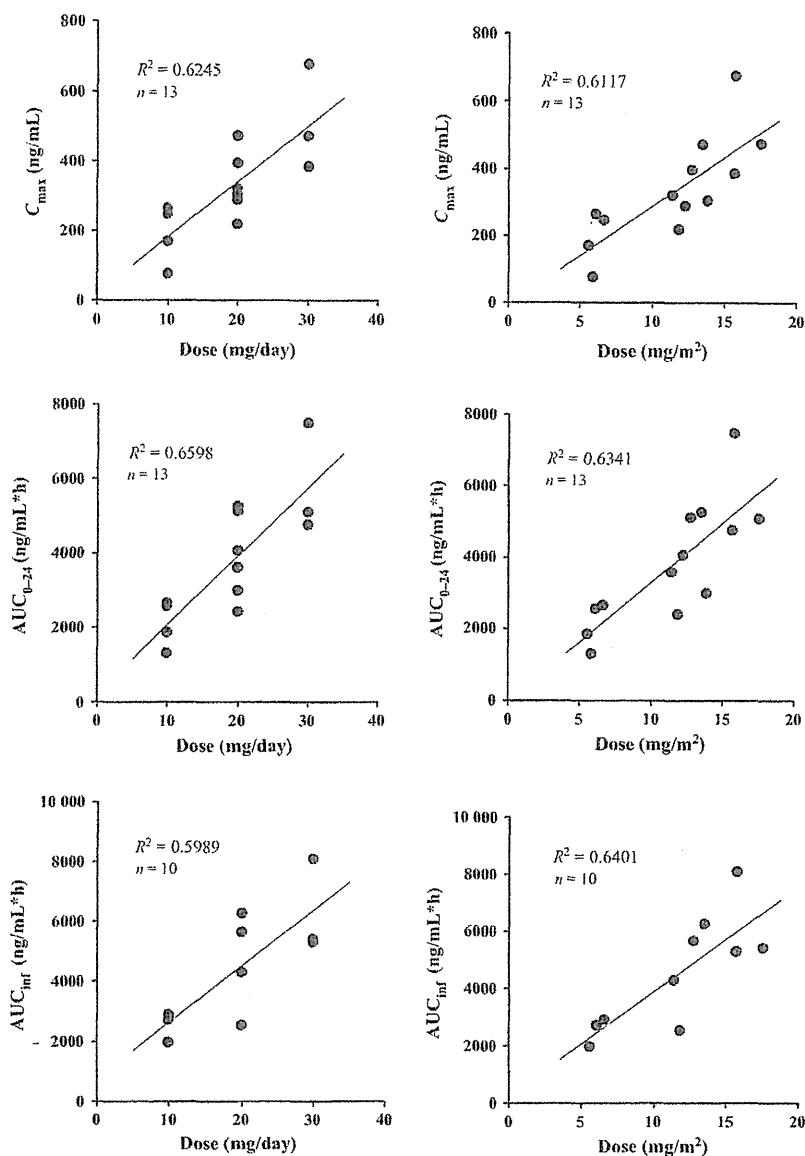 800
600
400
200
0
C_max (ng/mL)
R² = 0.6245
n = 13
0 10 20 30 40
Dose (mg/day)
800
600
400
200
0
C_max (ng/mL)
R² = 0.6117
n = 13
0 5 10 15 20
Dose (mg/m²)
8000
6000
4000
2000
0
AUC_0–24 (ng/mL*h)
R² = 0.6598
n = 13
0 10 20 30 40
Dose (mg/day)
8000
6000
4000
2000
0
AUC_0–24 (ng/mL*h)
R² = 0.6341
n = 13
0 5 10 15 20
Dose (mg/m²)
10 000
8000
6000
4000
2000
0
AUC_inf (ng/mL*h)
R² = 0.5989
n = 10
0 10 20 30 40
Dose (mg/day)
10 000
8000
6000
4000
2000
0
AUC_inf (ng/mL*h)
R² = 0.6401
n = 10
0 5 10 15 20
Dose (mg/m²)